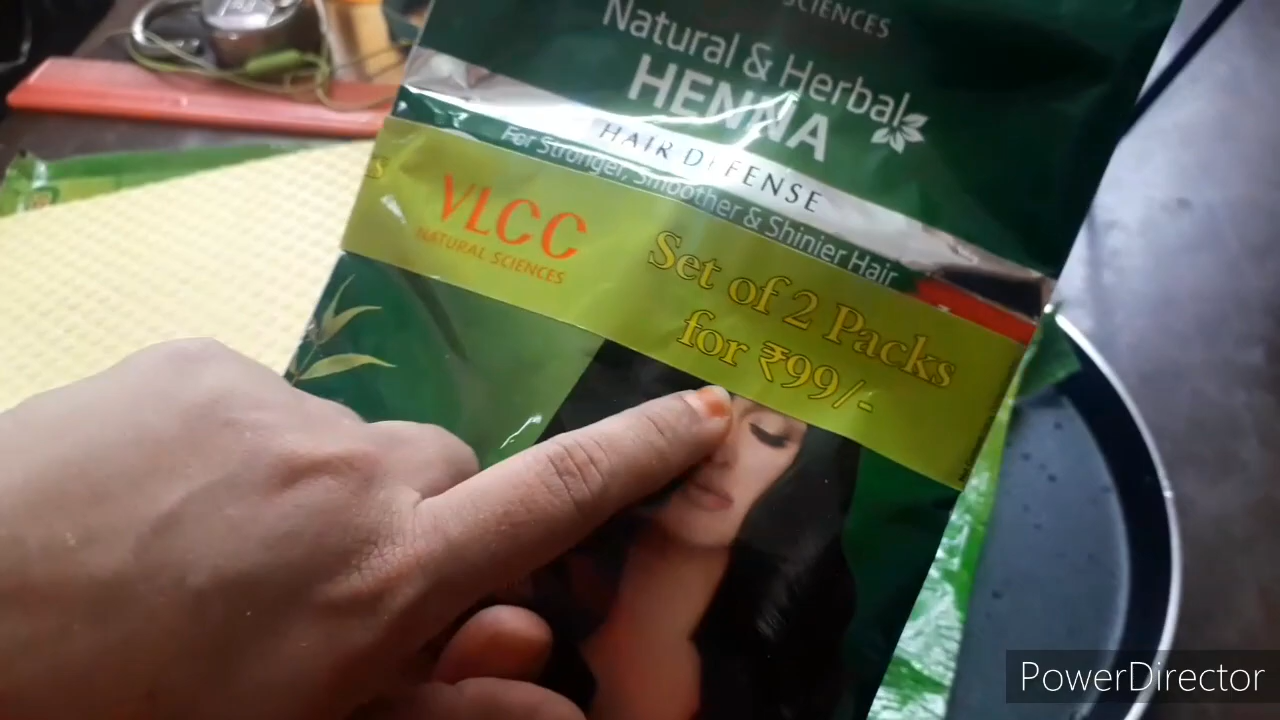 SCIENCES
Natural & Herbal
HENNA
HAIR DEFENSE
For Stronger, Smoother & Shinier Hair
VLCC
NATURAL SCIENCES
Set of 2 Packs
for ₹99/-
PowerDirector